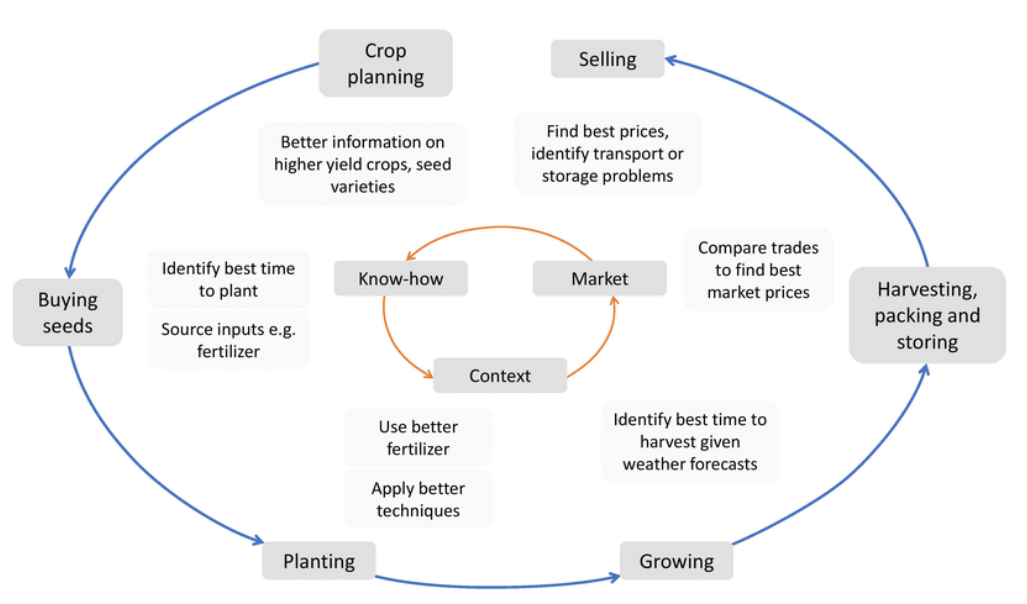 Crop
planning
Selling
Better information on
higher yield crops, seed
varieties
Find best prices,
identify transport or
storage problems
Identify best time
to plant
Know-how
Market
Compare trades
to find best
market prices
Buying
seeds
Source inputs e.g.
fertilizer
Harvesting,
packing and
storing
Context
Use better
fertilizer
Identify best time to
harvest given
weather forecasts
Apply better
techniques
Planting
Growing